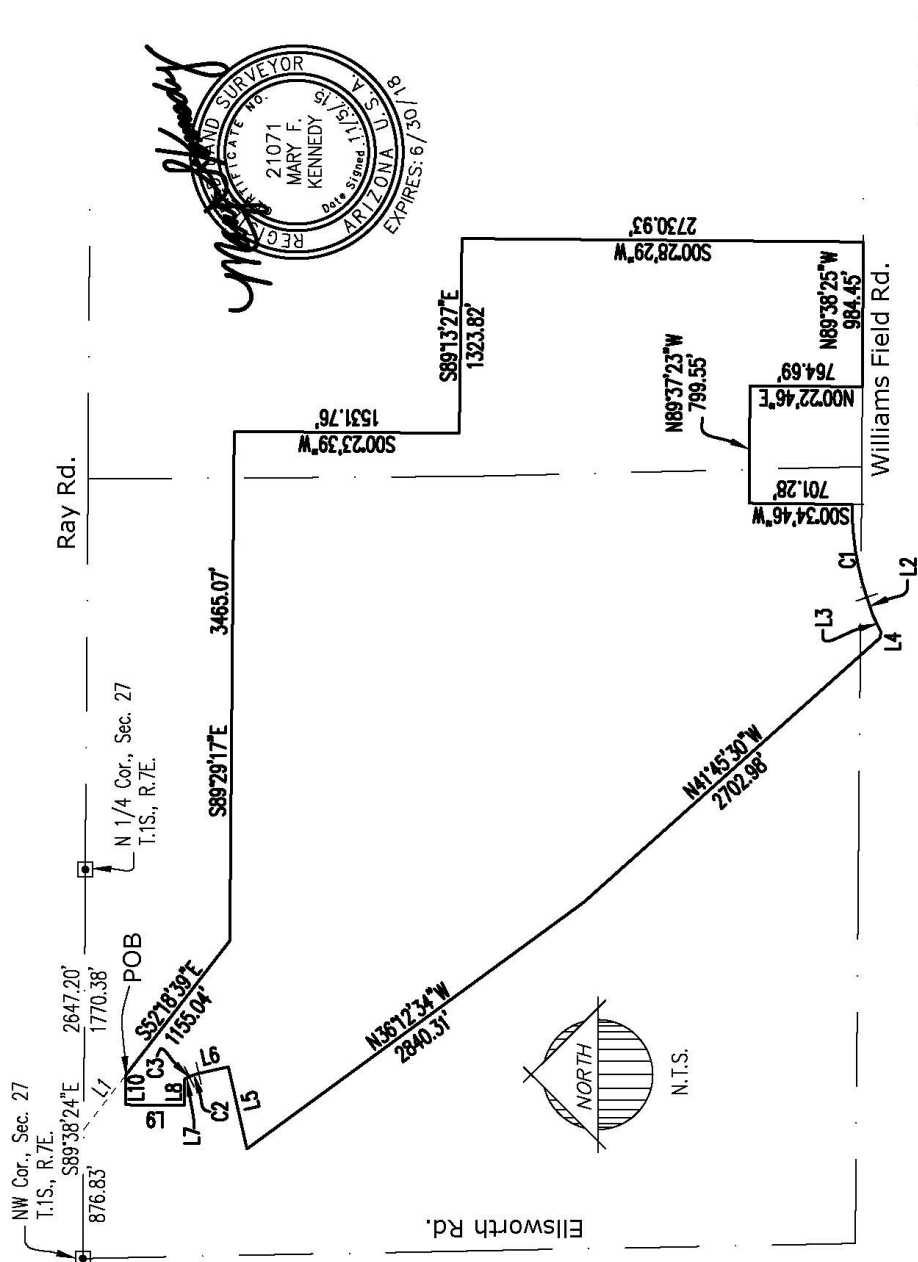 NW Cor., Sec. 27
T.1S., R.7E.
S89°38'24"E
876.83'
2647.20'
1770.38'
N 1/4 Cor., Sec. 27
T.1S., R.7E.
Ray Rd.
L1
POB
L10
L9
L8
C3
L7
C2
L6
L5
S52°18'39"E
1155.04'
S89°29'17"E
3465.07'
S00°23'39"W
1531.76'
S89°13'27"E
1323.82'
S00°28'29"W
2730.93'
N89°38'25"W
984.45'
N00°22'46"E
764.69'
N89°37'23"W
799.55'
S00°34'46"W
701.28'
C1
L2
L3
L4
N41°45'30"W
2702.98'
N36°12'34"W
2840.31'
Williams Field Rd.
Ellsworth Rd.
NORTH
N.T.S.
LAND SURVEYOR
CERTIFICATE NO.
21071
MARY F.
KENNEDY
Date Signed 11/5/15
ARIZONA U.S.A.
EXPIRES: 6/30/18
Mary F Kennedy